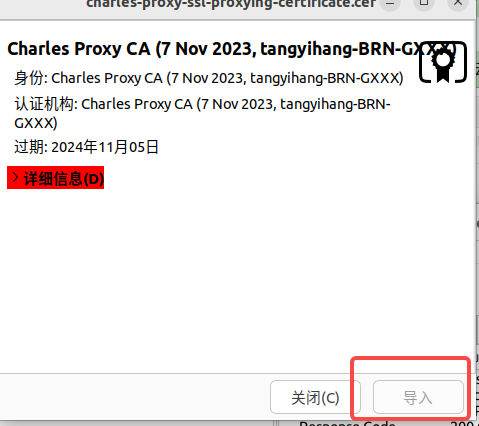 charles-proxy-ssl-proxying-certificate.cer
Charles Proxy CA (7 Nov 2023, tangyihang-BRN-GXXX)
身份: Charles Proxy CA (7 Nov 2023, tangyihang-BRN-GXXX)
认证机构: Charles Proxy CA (7 Nov 2023, tangyihang-BRN-
GXXX)
过期: 2024年11月05日
详细信息(D)
关闭(C)
导入
Response Code
200